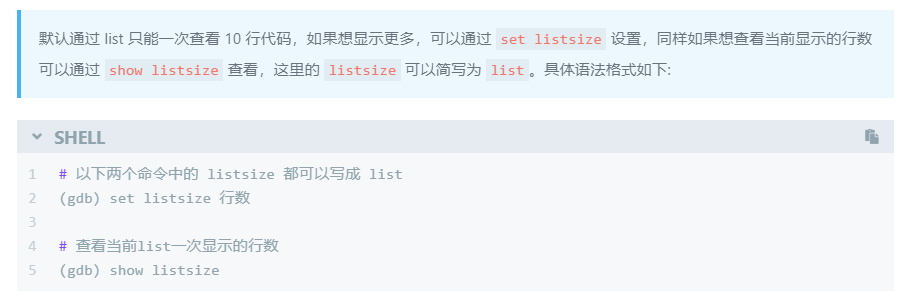 默认通过 list 只能一次查看 10 行代码，如果想显示更多，可以通过 set listsize 设置，同样如果想查看当前显示的行数
可以通过 show listsize 查看，这里的 listsize 可以简写为 list。具体语法格式如下:
SHELL
1 # 以下两个命令中的 listsize 都可以写成 list
2 (gdb) set listsize 行数
3
4 # 查看当前list一次显示的行数
5 (gdb) show listsize